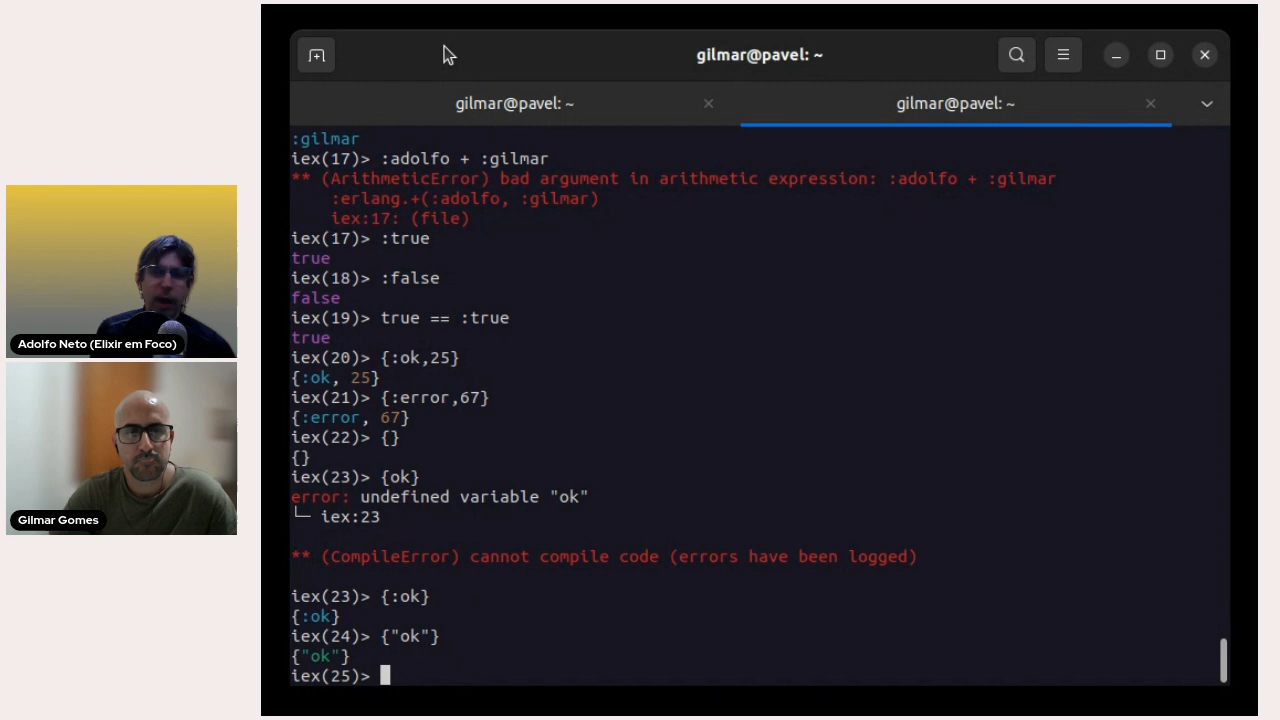 gilmar@pavel: ~
gilmar@pavel: ~
gilmar@pavel: ~
:gilmar
iex(17)> :adolfo + :gilmar
** (ArithmeticError) bad argument in arithmetic expression: :adolfo + :gilmar
:erlang.+(:adolfo, :gilmar)
iex:17: (file)
iex(17)> :true
true
iex(18)> :false
false
iex(19)> true == :true
true
iex(20)> {:ok,25}
{:ok, 25}
iex(21)> {:error,67}
{:error, 67}
iex(22)> {}
{}
iex(23)> {ok}
error: undefined variable "ok"
└─ iex:23
** (CompileError) cannot compile code (errors have been logged)
iex(23)> {:ok}
{:ok}
iex(24)> {"ok"}
{"ok"}
iex(25)>
Adolfo Neto (Elixir em Foco)
Gilmar Gomes